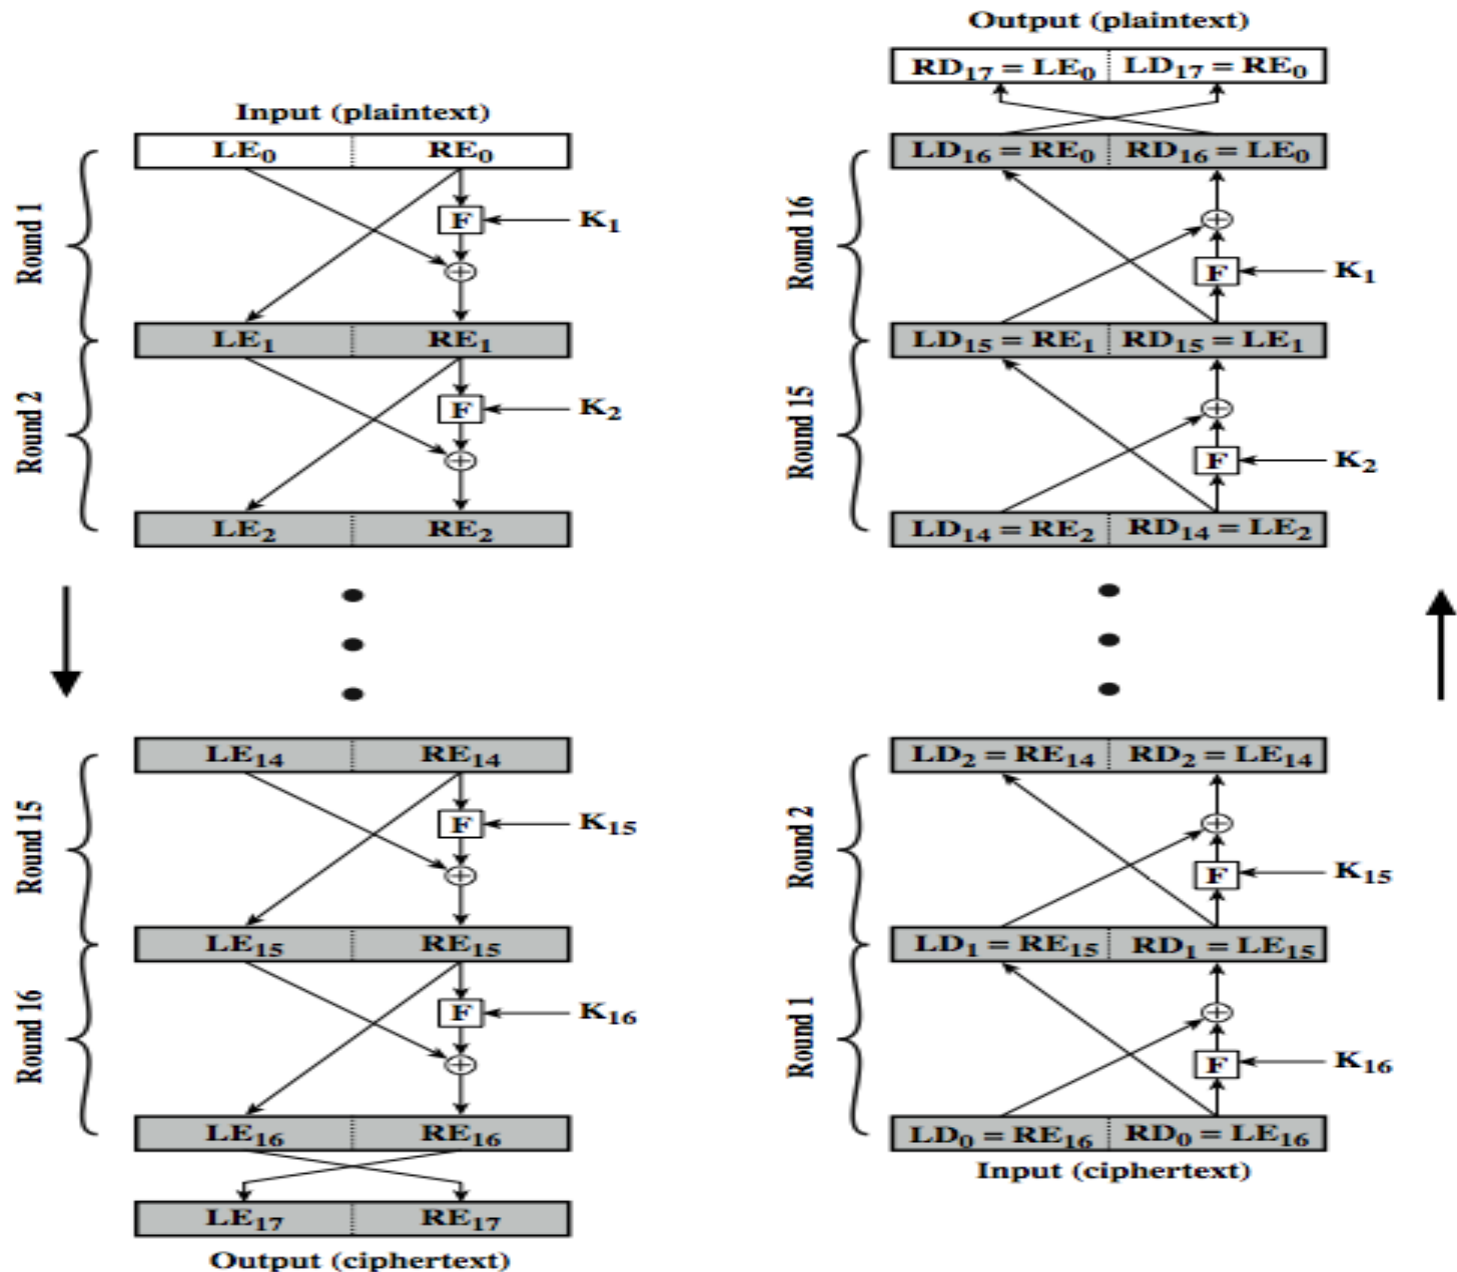 Input (plaintext)
LE₀ RE₀
Round 1
F K₁
LE₁ RE₁
Round 2
F K₂
LE₂ RE₂
LE₁₄ RE₁₄
Round 15
F K₁₅
LE₁₅ RE₁₅
Round 16
F K₁₆
LE₁₆ RE₁₆
LE₁₇ RE₁₇
Output (ciphertext)
Output (plaintext)
RD₁₇ = LE₀ LD₁₇ = RE₀
LD₁₆ = RE₀ RD₁₆ = LE₀
Round 16
F K₁
LD₁₅ = RE₁ RD₁₅ = LE₁
Round 15
F K₂
LD₁₄ = RE₂ RD₁₄ = LE₂
LD₂ = RE₁₄ RD₂ = LE₁₄
Round 2
F K₁₅
LD₁ = RE₁₅ RD₁ = LE₁₅
Round 1
F K₁₆
LD₀ = RE₁₆ RD₀ = LE₁₆
Input (ciphertext)